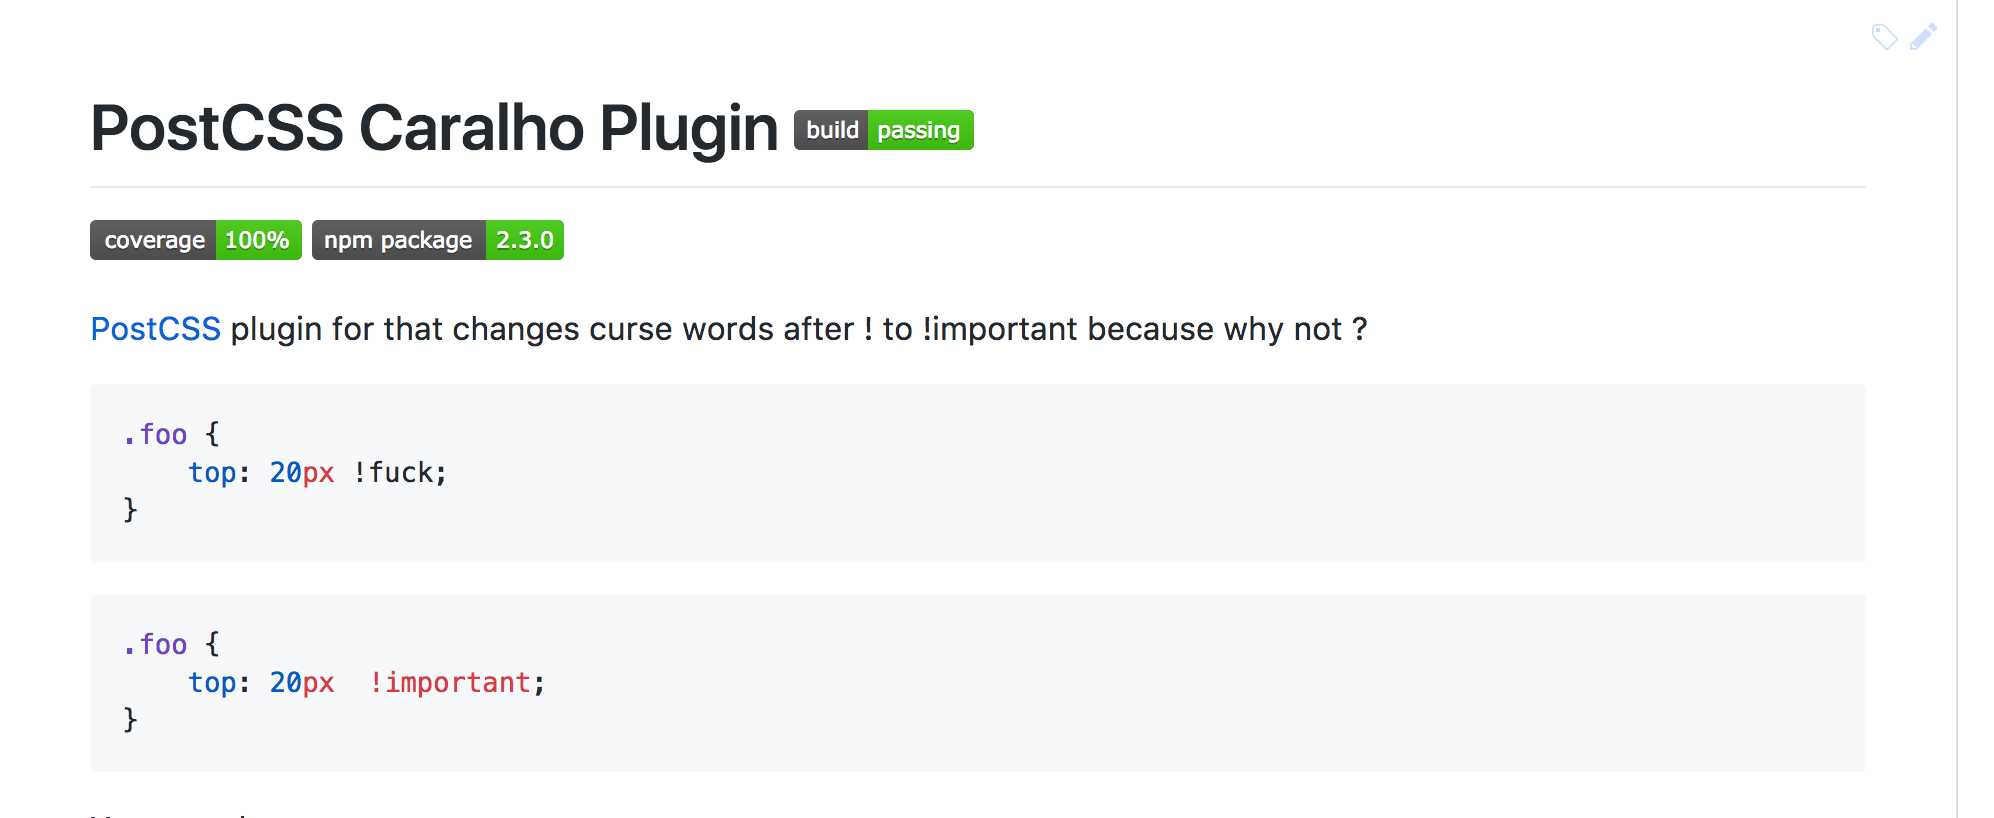 PostCSS Caralho Plugin build passing
coverage 100% npm package 2.3.0
PostCSS plugin for that changes curse words after ! to !important because why not ?
.foo {
    top: 20px !fuck;
}
.foo {
    top: 20px  !important;
}